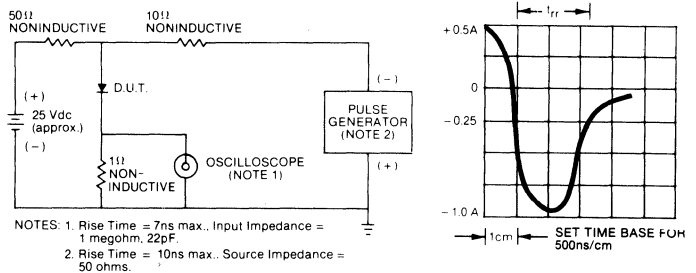 50Ω
NONINDUCTIVE
10Ω
NONINDUCTIVE
(+)
25 Vdc
(approx.)
(−)
D.U.T.
1Ω
NON-
INDUCTIVE
OSCILLOSCOPE
(NOTE 1)
(−)
PULSE
GENERATOR
(NOTE 2)
(+)
NOTES: 1. Rise Time = 7ns max., Input Impedance =
1 megohm, 22pF.
2. Rise Time = 10ns max., Source Impedance =
50 ohms.
trr
+0.5A
0
−0.25
−1.0 A
1cm
SET TIME BASE FOR
500ns/cm